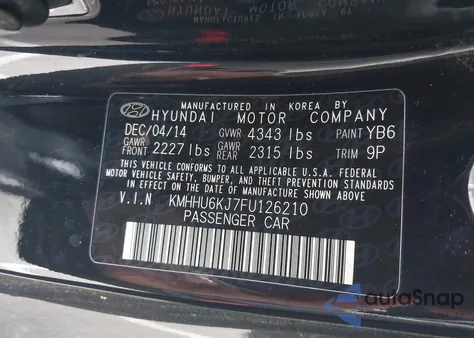 MANUFACTURED IN KOREA BY
HYUNDAI MOTOR COMPANY
DEC/04/14 GVWR 4343 lbs PAINT YB6
GAWR FRONT 2227 lbs GAWR REAR 2315 lbs TRIM 9P
THIS VEHICLE CONFORMS TO ALL APPLICABLE U.S. FEDERAL
MOTOR VEHICLE SAFETY, BUMPER, AND THEFT PREVENTION
STANDARDS IN EFFECT ON THE DATE OF MANUFACTURE SHOWN ABOVE.
V.I.N KMHHU6KJ7FU126210
PASSENGER CAR
autoSnap